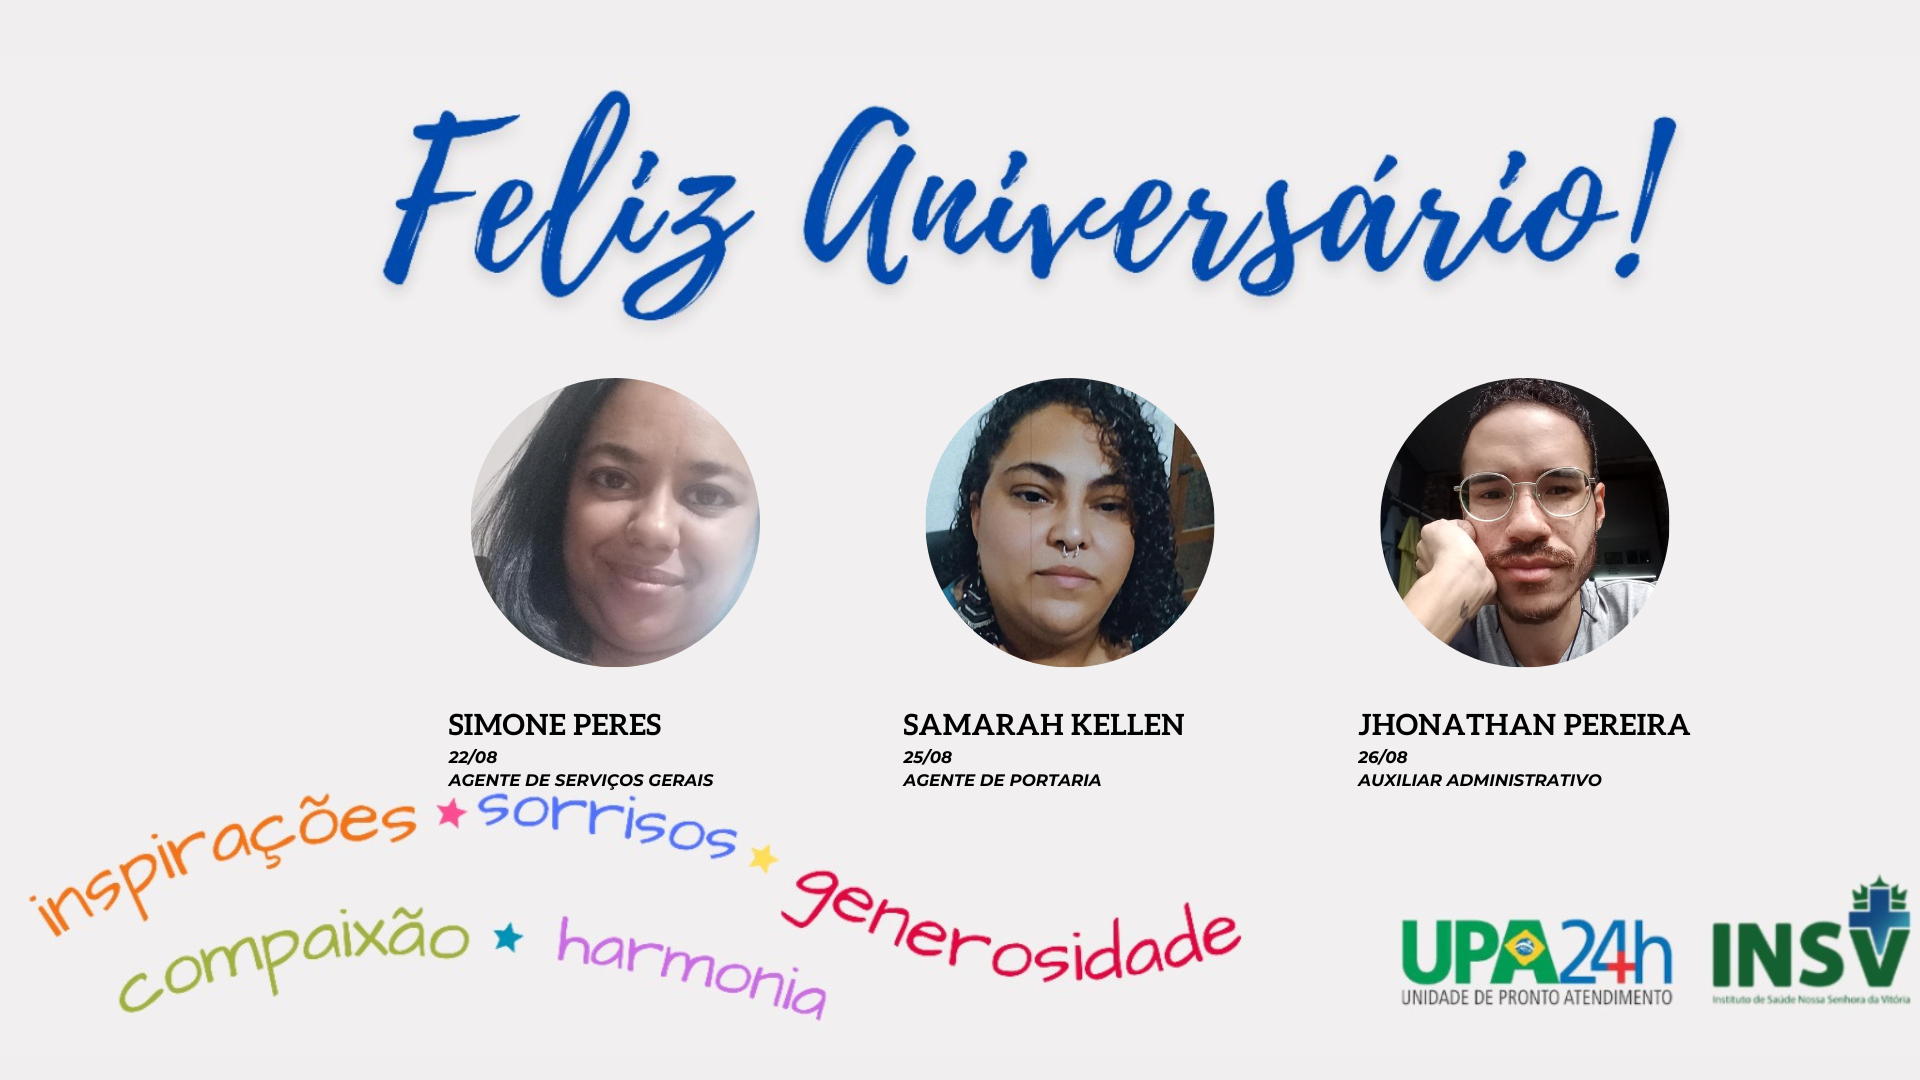 Feliz Aniversário!
SIMONE PERES
22/08
AGENTE DE SERVIÇOS GERAIS
SAMARAH KELLEN
25/08
AGENTE DE PORTARIA
JHONATHAN PEREIRA
26/08
AUXILIAR ADMINISTRATIVO
inspirações sorrisos generosidade
compaixão harmonia
UPA24h
UNIDADE DE PRONTO ATENDIMENTO
INSV
Instituto de Saúde Nossa Senhora da Vitória